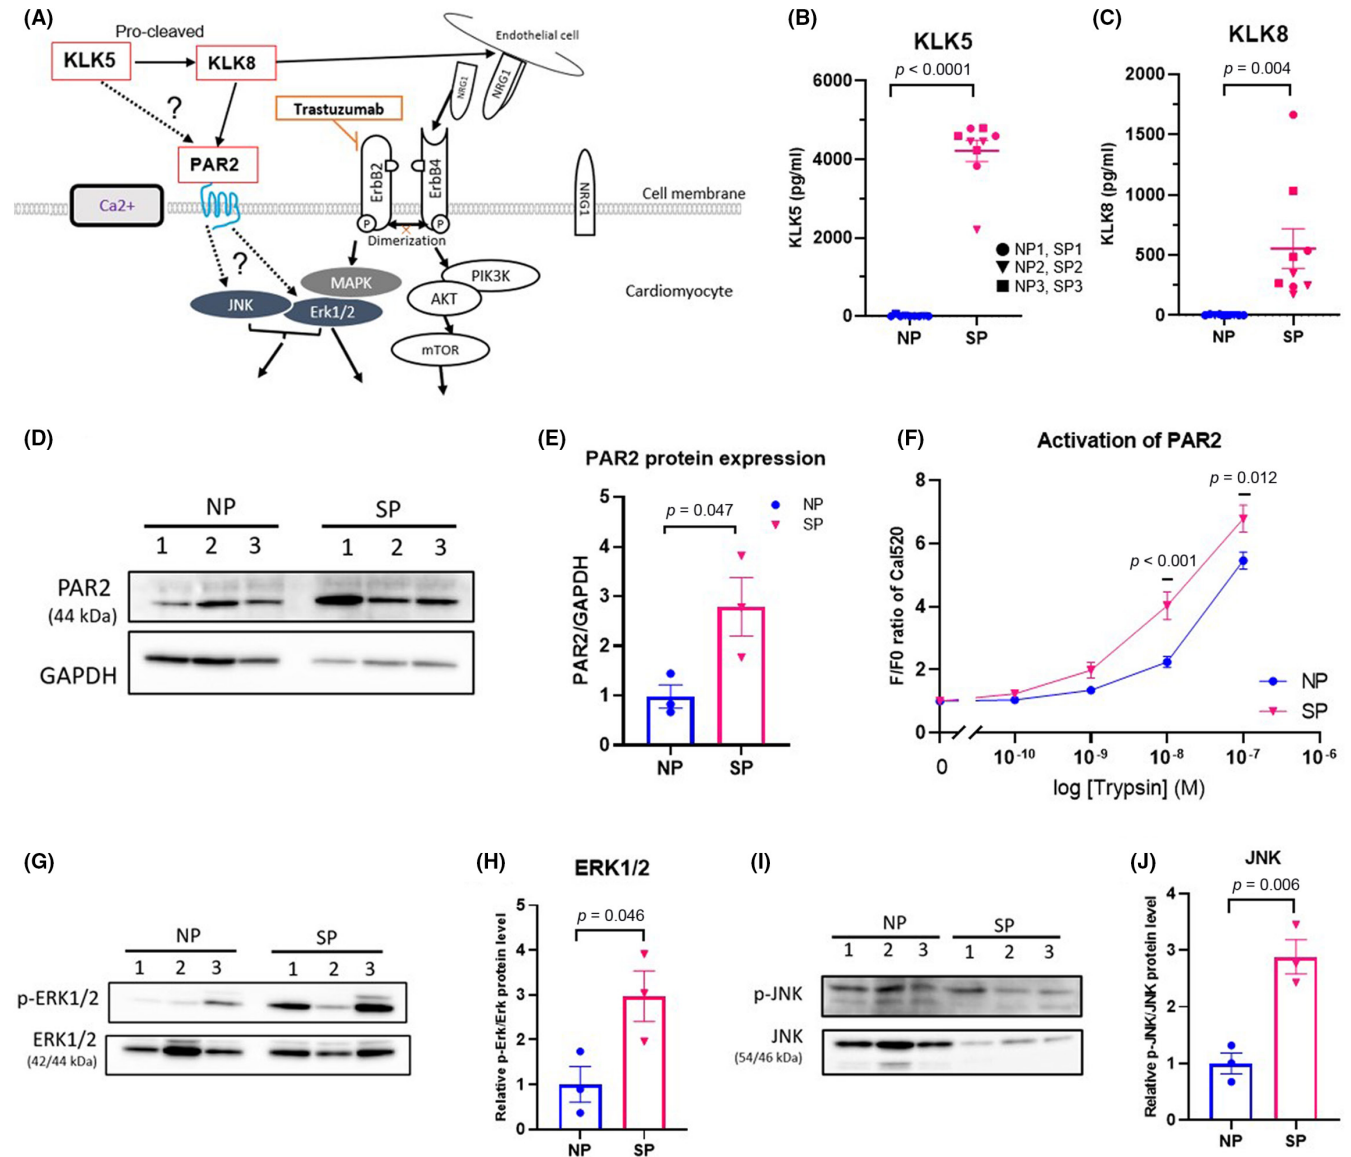 (A)
Pro-cleaved
KLK5
KLK8
Endothelial cell
NRG1
NRG1
?
Trastuzumab
PAR2
ErbB2
ErbB4
NRG1
Ca2+
Cell membrane
P
P
×
Dimerization
?
MAPK
PIK3K
JNK
Erk1/2
AKT
Cardiomyocyte
mTOR
(B)
KLK5
p < 0.0001
KLK5 (pg/ml)
6000
4000
2000
0
NP1, SP1
NP2, SP2
NP3, SP3
NP SP
(C)
KLK8
p = 0.004
KLK8 (pg/ml)
2000
1500
1000
500
0
NP SP
(D)
NP SP
1 2 3 1 2 3
PAR2
(44 kDa)
GAPDH
(E)
PAR2 protein expression
p = 0.047
NP
SP
PAR2/GAPDH
5
4
3
2
1
0
NP SP
(F)
Activation of PAR2
p = 0.012
p < 0.001
F/F0 ratio of Cal520
8
6
4
2
0
NP
SP
0 10-10 10-9 10-8 10-7 10-6
log [Trypsin] (M)
(G)
NP SP
1 2 3 1 2 3
p-ERK1/2
ERK1/2
(42/44 kDa)
(H)
ERK1/2
p = 0.046
Relative p-Erk/Erk protein level
5
4
3
2
1
0
NP SP
(I)
NP SP
1 2 3 1 2 3
p-JNK
JNK
(54/46 kDa)
(J)
JNK
p = 0.006
Relative p-JNK/JNK protein level
4
3
2
1
0
NP SP